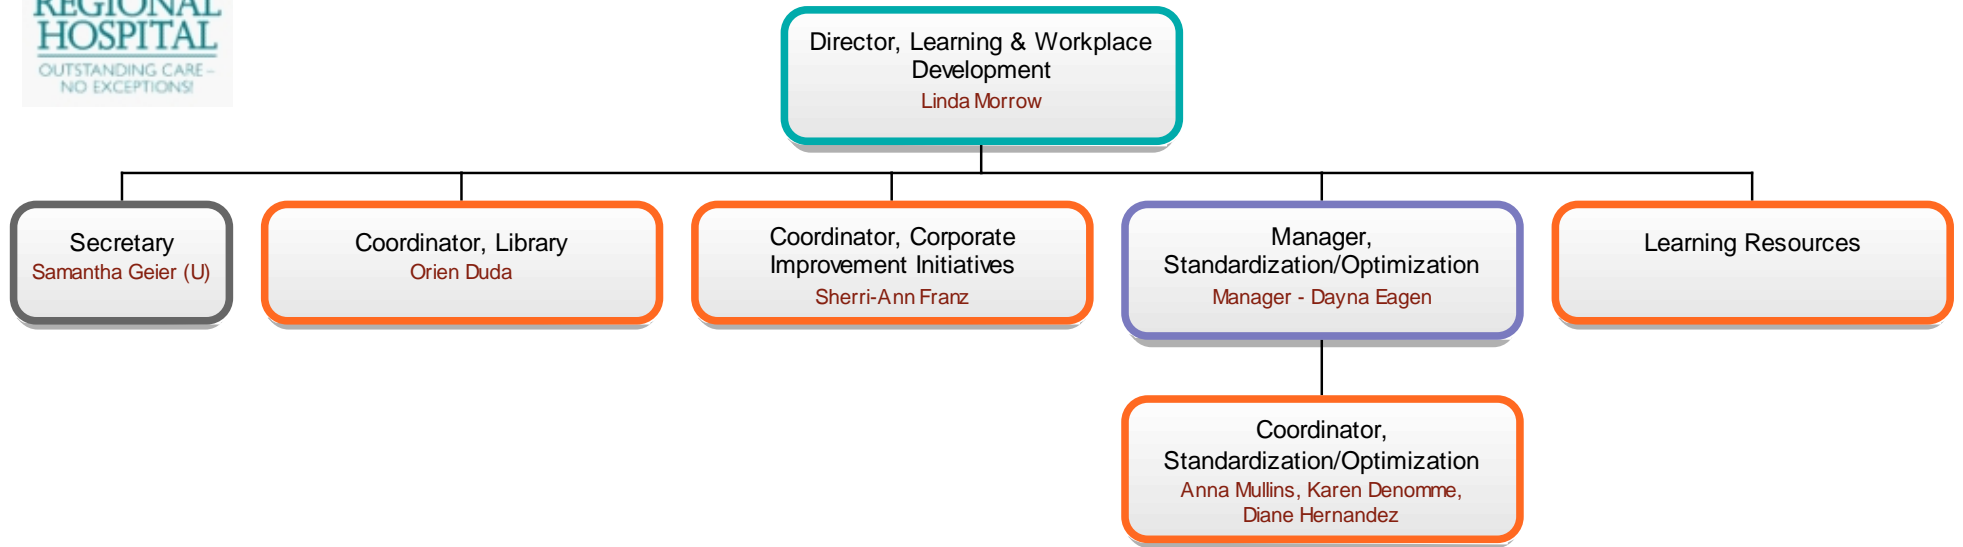 REGIONAL
HOSPITAL
OUTSTANDING CARE –
NO EXCEPTIONS!
Director, Learning & Workplace
Development
Linda Morrow
Secretary
Samantha Geier (U)
Coordinator, Library
Orien Duda
Coordinator, Corporate
Improvement Initiatives
Sherri-Ann Franz
Manager,
Standardization/Optimization
Manager - Dayna Eagen
Learning Resources
Coordinator,
Standardization/Optimization
Anna Mullins, Karen Denomme,
Diane Hernandez